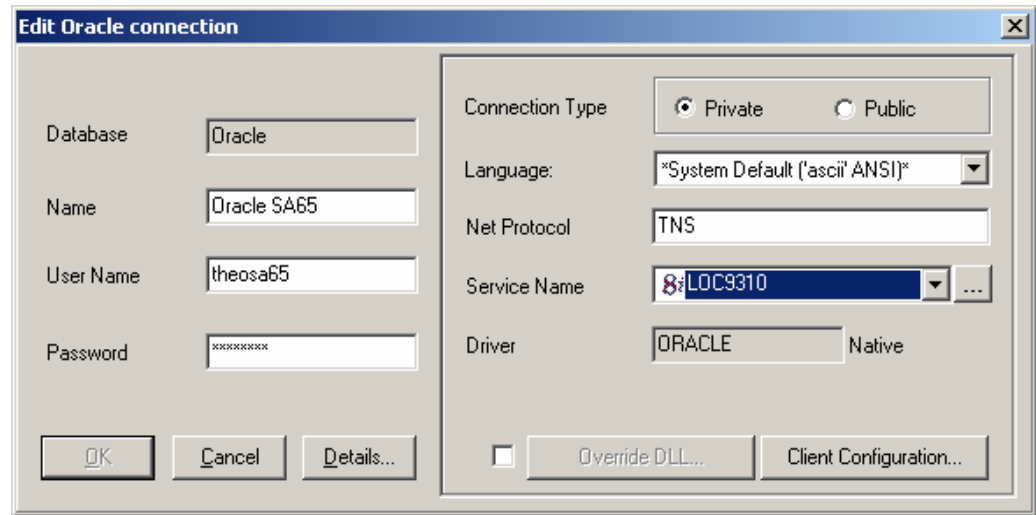 Edit Oracle connection
Database
Oracle
Name
Oracle SA65
User Name
theosa65
Password
********
OK
Cancel
Details...
Connection Type
Private
Public
Language:
*System Default ('ascii' ANSI)*
Net Protocol
TNS
Service Name
8i LOC9310
...
Driver
ORACLE
Native
Override DLL...
Client Configuration...